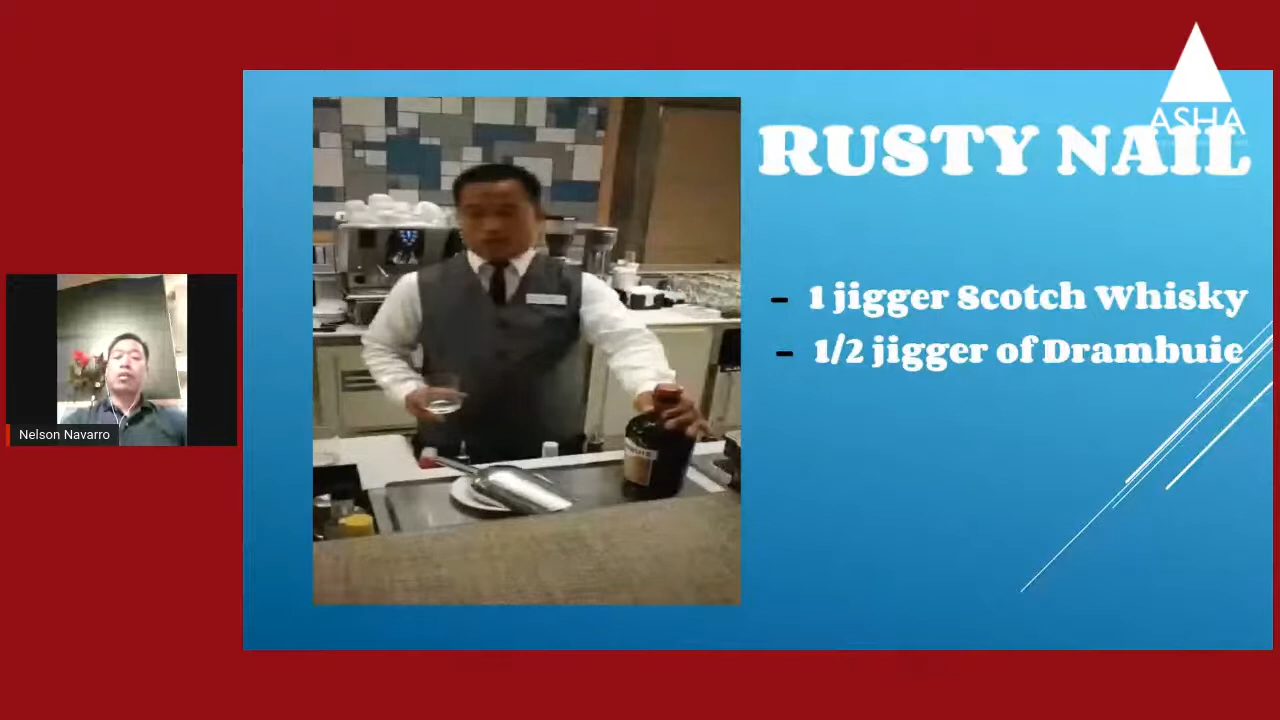 ASHA
RUSTY NAIL
- 1 jigger Scotch Whisky
- 1/2 jigger of Drambuie
Nelson Navarro